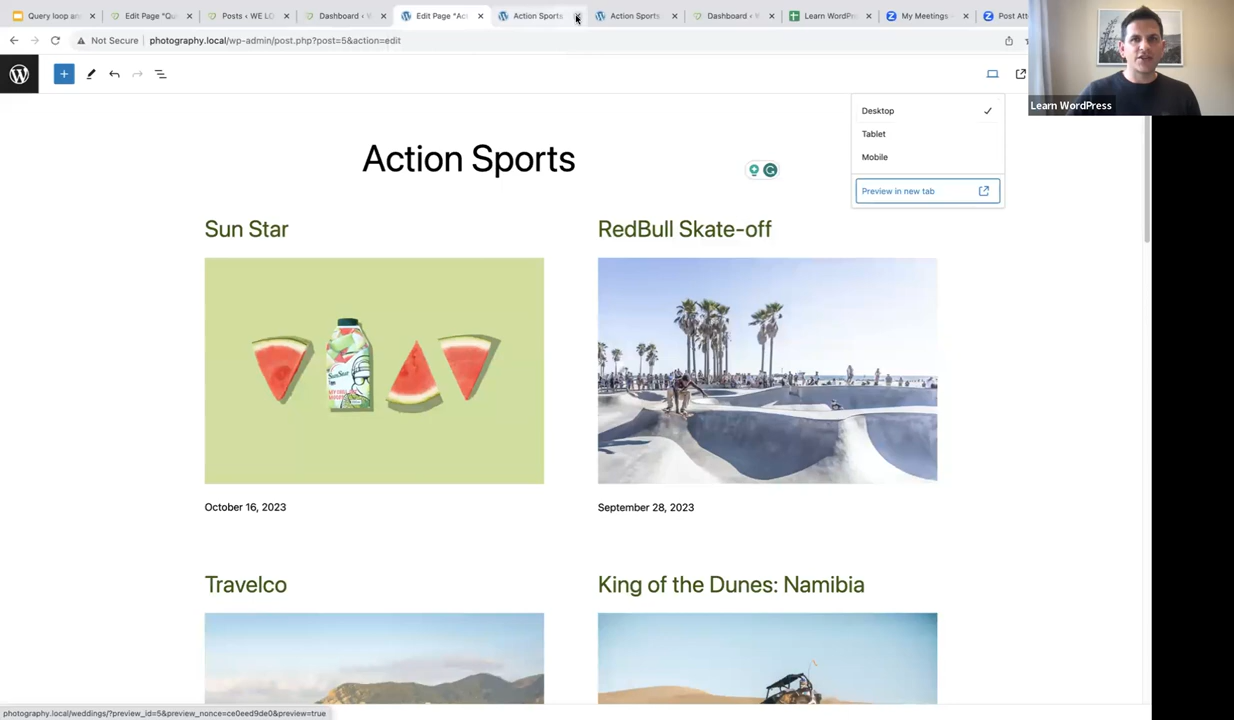 Query loop an
Edit Page "Qu
Posts ‹ WE LO
Dashboard ‹ W
Edit Page "Act
Action Sports
Action Sports
Dashboard ‹ W
Learn WordPre
My Meetings -
Post Atte
Not Secure
photography.local/wp-admin/post.php?post=5&action=edit
Learn WordPress
Desktop
Tablet
Mobile
Preview in new tab
Action Sports
Sun Star
RedBull Skate-off
October 16, 2023
September 28, 2023
Travelco
King of the Dunes: Namibia
photography.local/weddings/?preview_id=5&preview_nonce=ce0eed9de0&preview=true